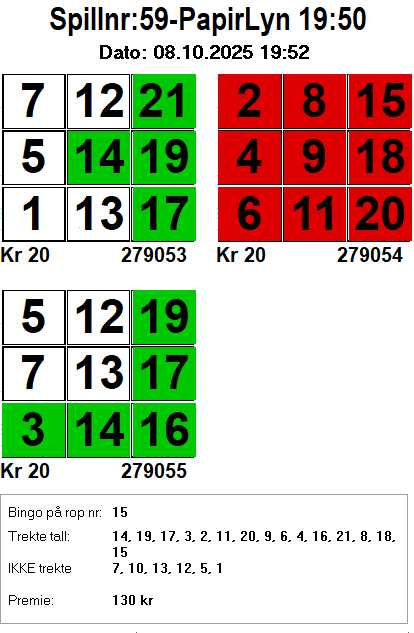 Spillnr:59-PapirLyn 19:50
Dato: 08.10.2025 19:52
7 12 21 2 8 15
5 14 19 4 9 18
1 13 17 6 11 20
Kr 20 279053 Kr 20 279054
5 12 19
7 13 17
3 14 16
Kr 20 279055
Bingo på rop nr: 15
Trekte tall: 14, 19, 17, 3, 2, 11, 20, 9, 6, 4, 16, 21, 8, 18,
15
IKKE trekte 7, 10, 13, 12, 5, 1
Premie: 130 kr